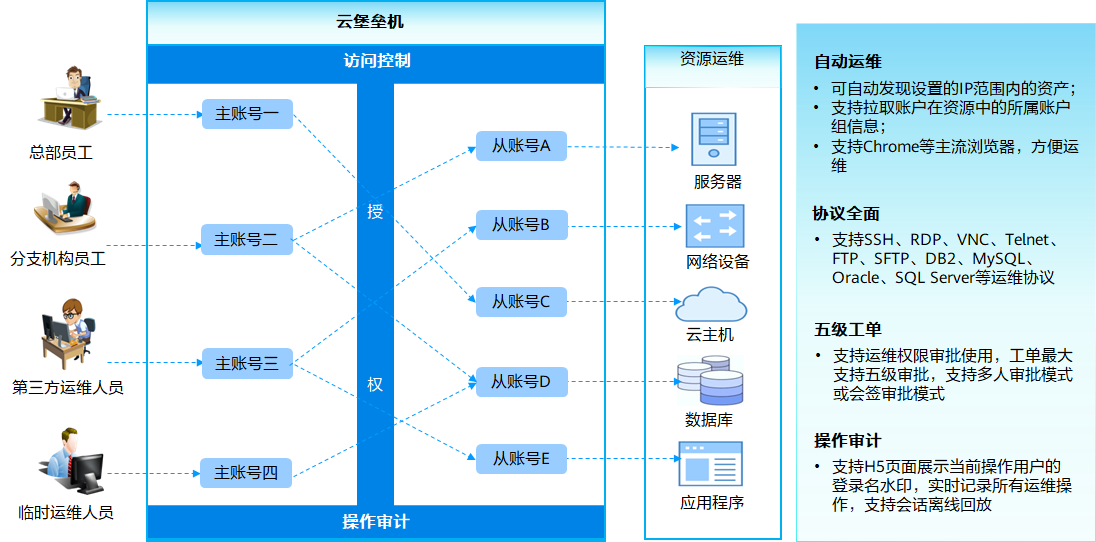 云堡垒机
访问控制
总部员工
分支机构员工
第三方运维人员
临时运维人员
主账号一
主账号二
主账号三
主账号四
授
权
从账号A
从账号B
从账号C
从账号D
从账号E
操作审计
资源运维
服务器
网络设备
云主机
数据库
应用程序
自动运维
• 可自动发现设置的IP范围内的资产；
• 支持拉取账户在资源中的所属账户
组信息；
• 支持Chrome等主流浏览器，方便运
维
协议全面
• 支持SSH、RDP、VNC、Telnet、
FTP、SFTP、DB2、MySQL、
Oracle、SQL Server等运维协议
五级工单
• 支持运维权限审批使用，工单最大
支持五级审批，支持多人审批模式
或会签审批模式
操作审计
• 支持H5页面展示当前操作用户的
登录名水印，实时记录所有运维操
作，支持会话离线回放